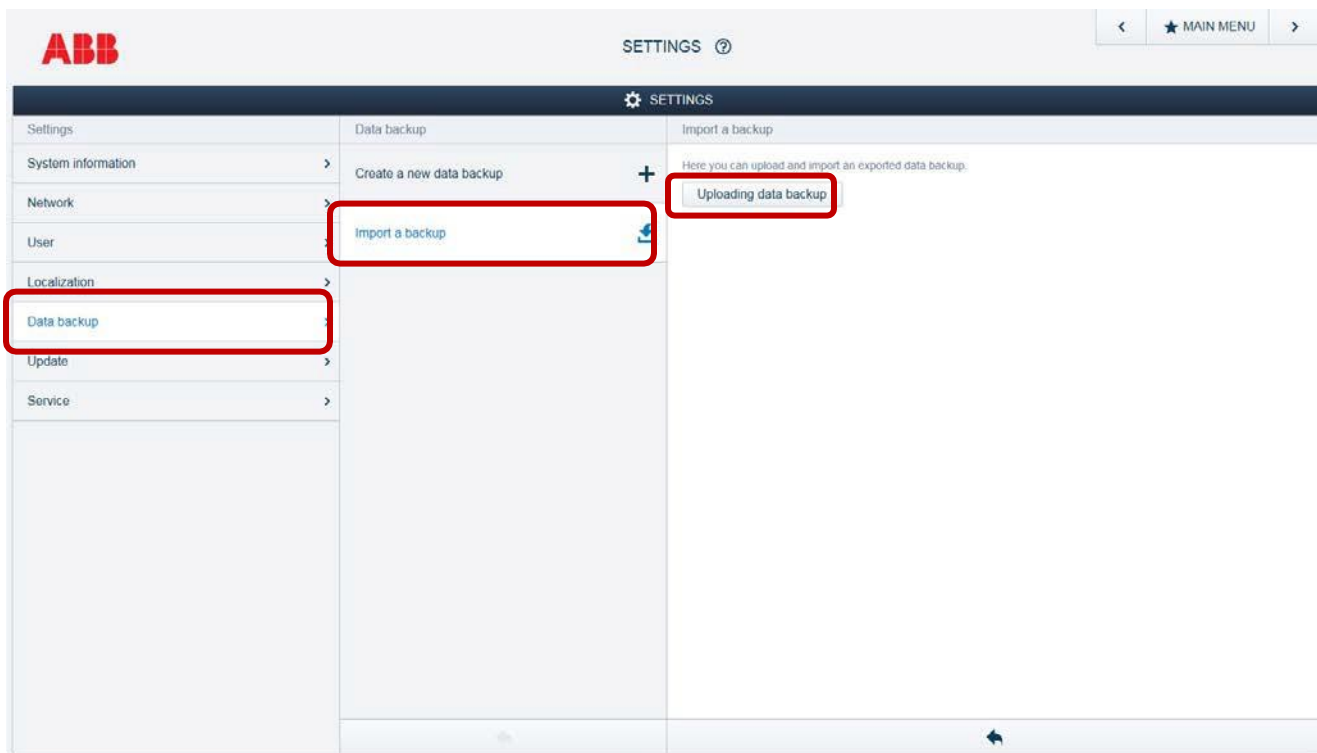 ABB
SETTINGS
MAIN MENU
SETTINGS
Settings
Data backup
Import a backup
System information
Network
User
Localization
Data backup
Update
Service
Create a new data backup
Import a backup
Here you can upload and import an exported data backup.
Uploading data backup